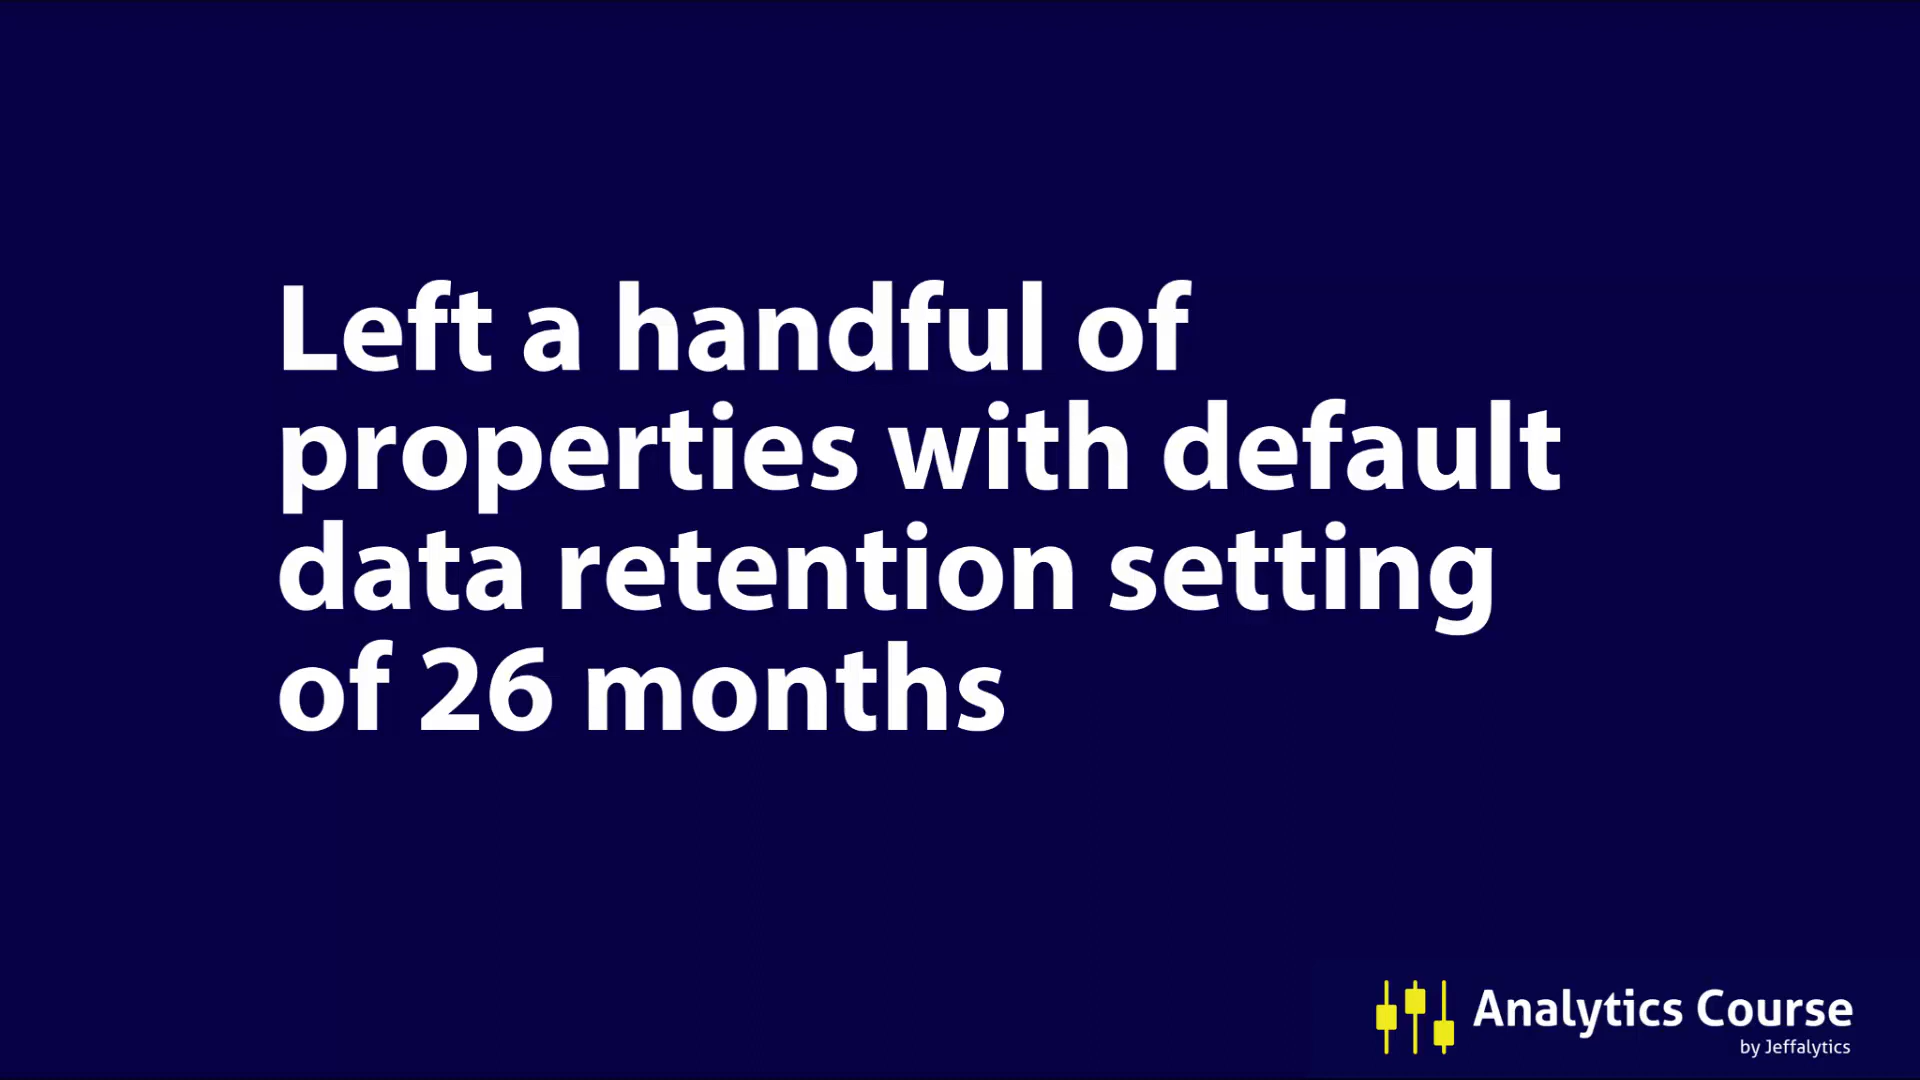 Left a handful of
properties with default
data retention setting
of 26 months
Analytics Course
by Jeffalytics